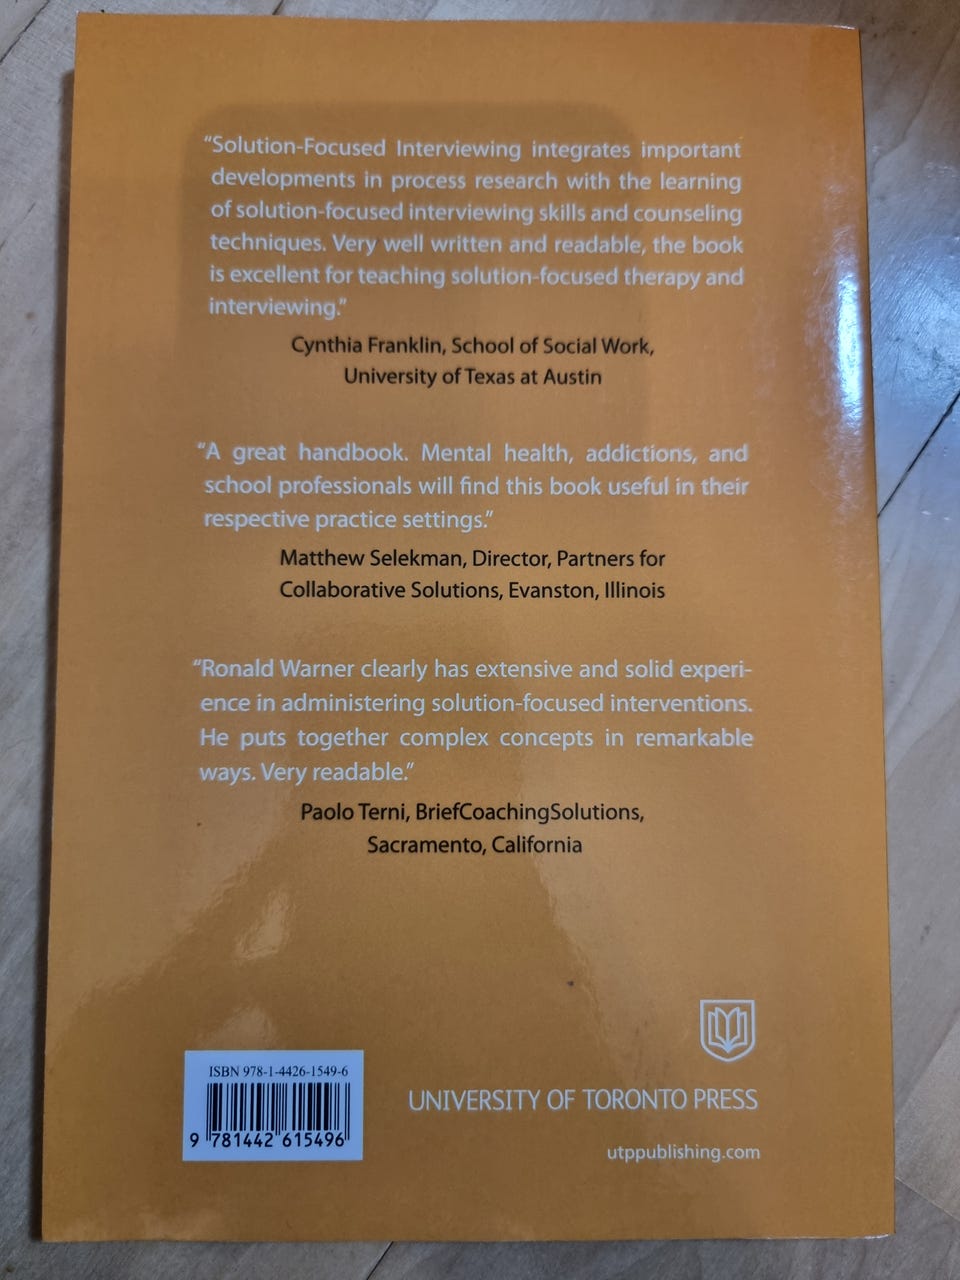 “Solution-Focused Interviewing integrates important
developments in process research with the learning
of solution-focused interviewing skills and counseling
techniques. Very well written and readable, the book
is excellent for teaching solution-focused therapy and
interviewing.”
Cynthia Franklin, School of Social Work,
University of Texas at Austin
“A great handbook. Mental health, addictions, and
school professionals will find this book useful in their
respective practice settings.”
Matthew Selekman, Director, Partners for
Collaborative Solutions, Evanston, Illinois
“Ronald Warner clearly has extensive and solid experi-
ence in administering solution-focused interventions.
He puts together complex concepts in remarkable
ways. Very readable.”
Paolo Terni, BriefCoachingSolutions,
Sacramento, California
ISBN 978-1-4426-1549-6
9 781442 615496
UNIVERSITY OF TORONTO PRESS
utppublishing.com